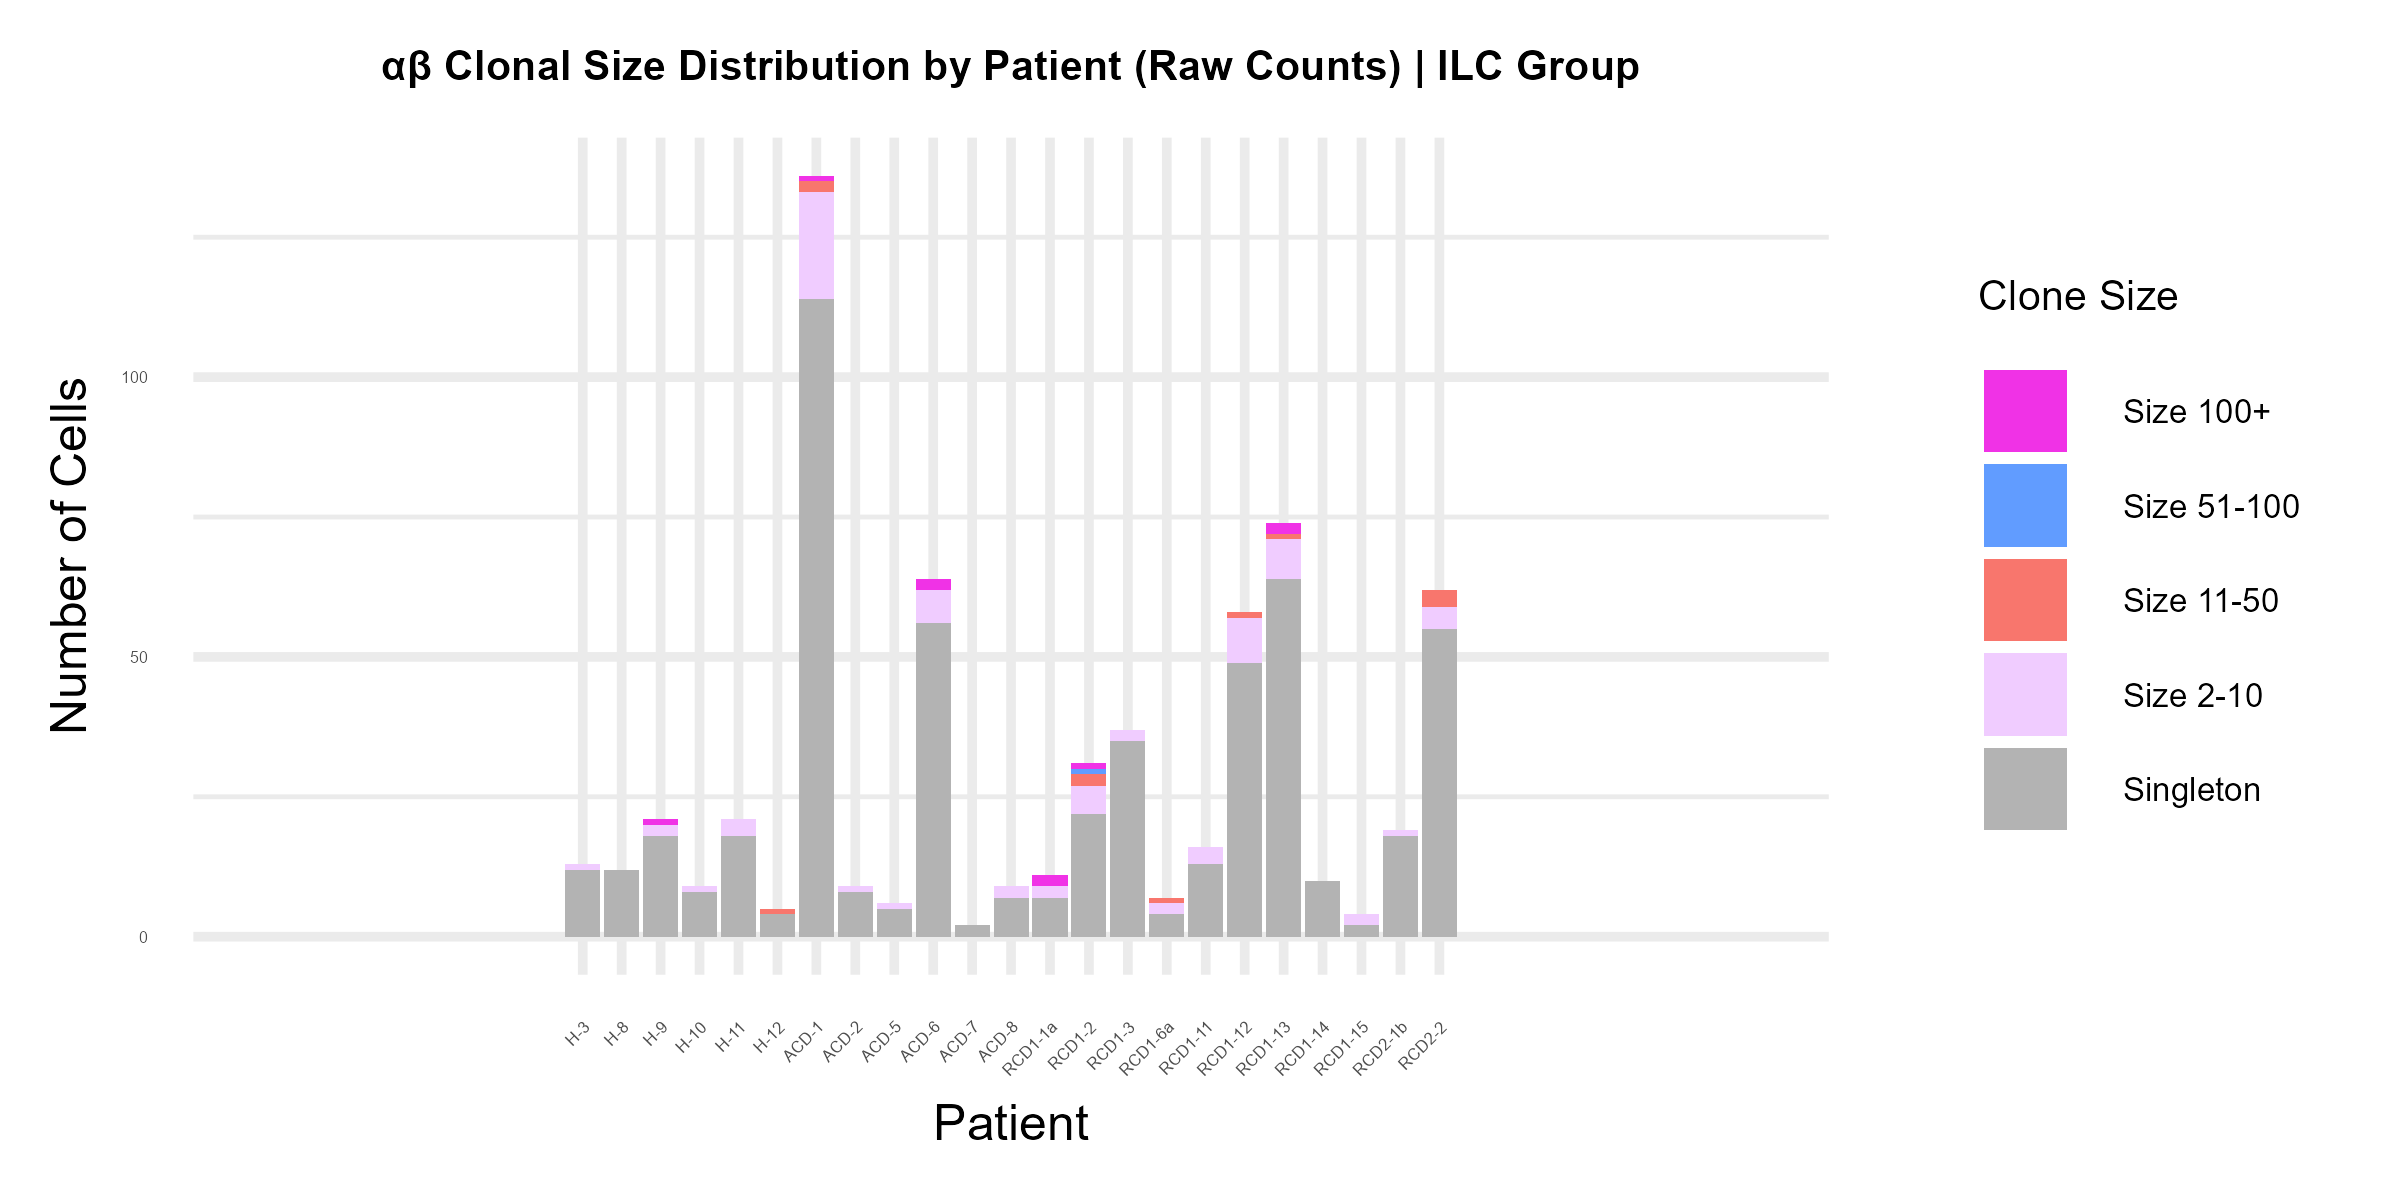 αβ Clonal Size Distribution by Patient (Raw Counts) | ILC Group
Number of Cells
100
50
0
H-3
H-8
H-9
H-10
H-11
H-12
ACD-1
ACD-2
ACD-5
ACD-6
ACD-7
ACD-8
RCD1-1a
RCD1-2
RCD1-3
RCD1-6a
RCD1-11
RCD1-12
RCD1-13
RCD1-14
RCD1-15
RCD2-1b
RCD2-2
Patient
Clone Size
Size 100+
Size 51-100
Size 11-50
Size 2-10
Singleton